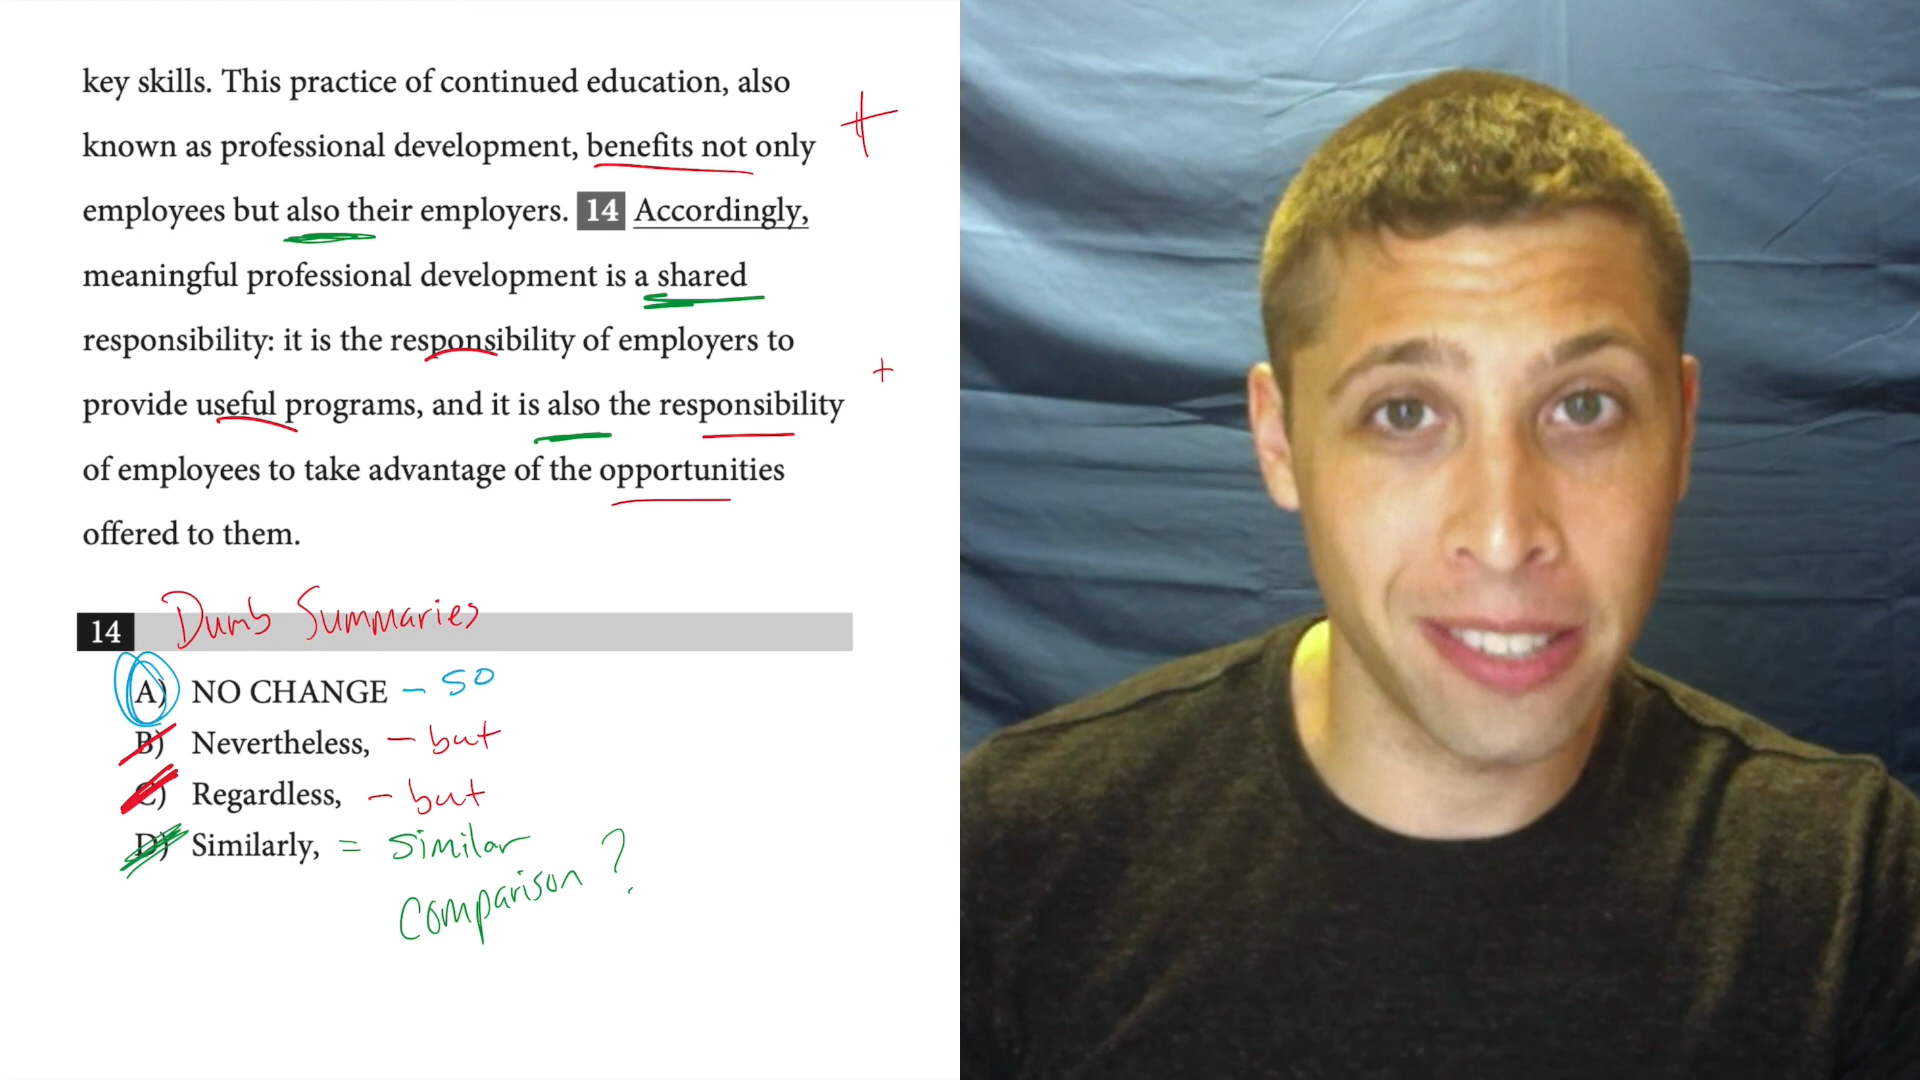 key skills. This practice of continued education, also
known as professional development, benefits not only
employees but also their employers. 14 Accordingly,
meaningful professional development is a shared
responsibility: it is the responsibility of employers to
provide useful programs, and it is also the responsibility
of employees to take advantage of the opportunities
offered to them.
14 Dumb Summaries
A) NO CHANGE – so
B) Nevertheless, – but
C) Regardless, – but
D) Similarly, = similar
comparison ?